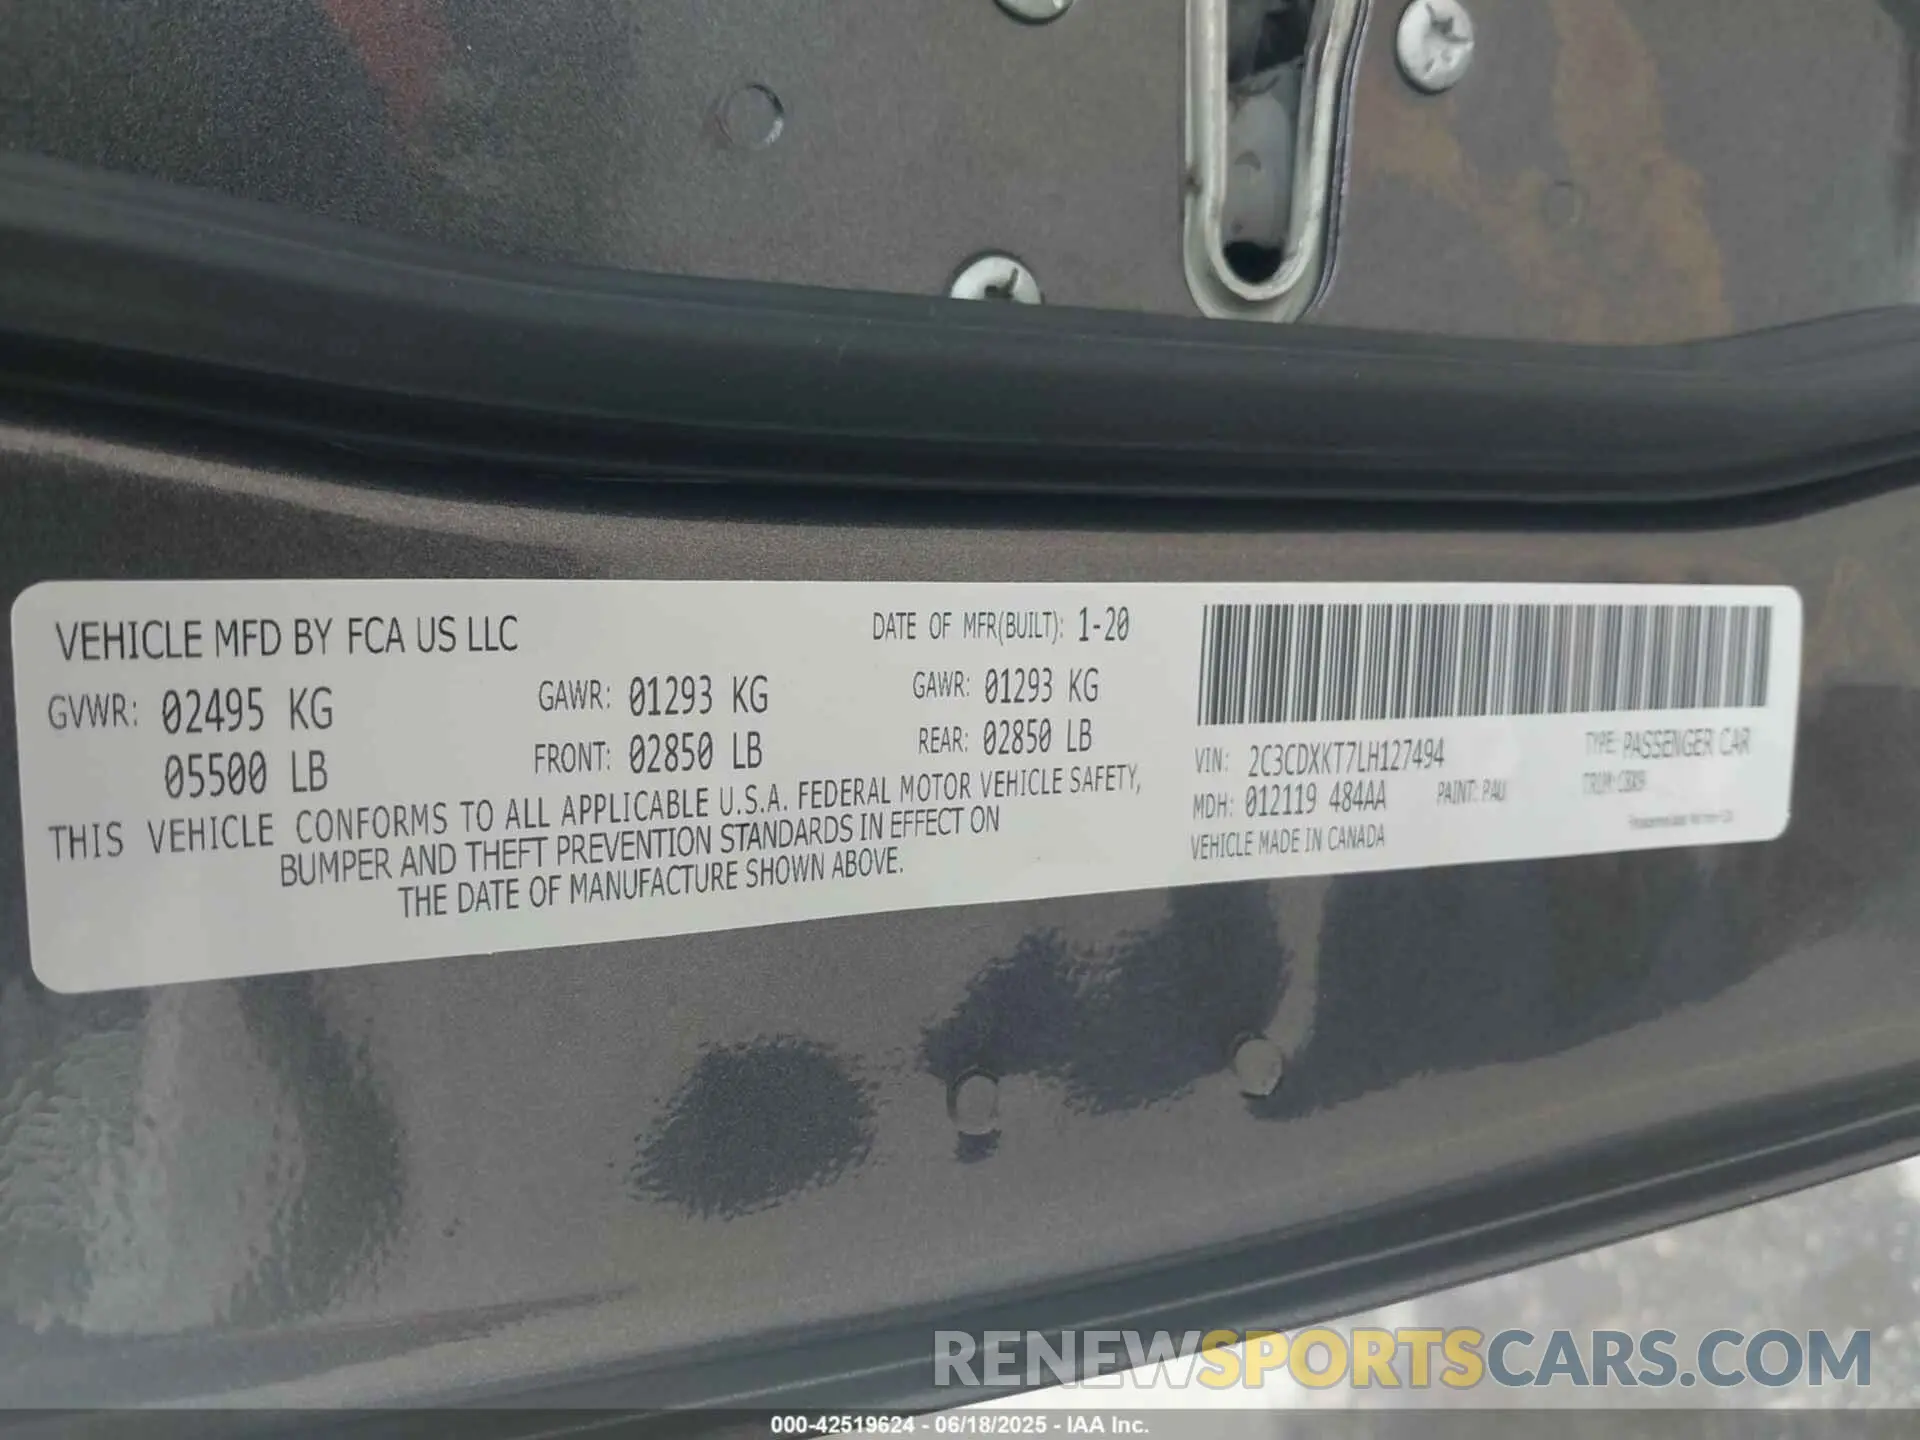 VEHICLE MFD BY FCA US LLC
DATE OF MFR(BUILT): 1-20
GVWR: 02495 KG
05500 LB
GAWR: 01293 KG
FRONT: 02850 LB
GAWR: 01293 KG
REAR: 02850 LB
THIS VEHICLE CONFORMS TO ALL APPLICABLE U.S.A. FEDERAL MOTOR VEHICLE SAFETY,
BUMPER AND THEFT PREVENTION STANDARDS IN EFFECT ON
THE DATE OF MANUFACTURE SHOWN ABOVE.
VIN: 2C3CDXKT7LH127494
TYPE: PASSENGER CAR
MDH: 012119 484AA
PAINT: PAU
TRIM:
VEHICLE MADE IN CANADA
RENEWSPORTSCARS.COM
000-42519624 - 06/18/2025 - IAA Inc.